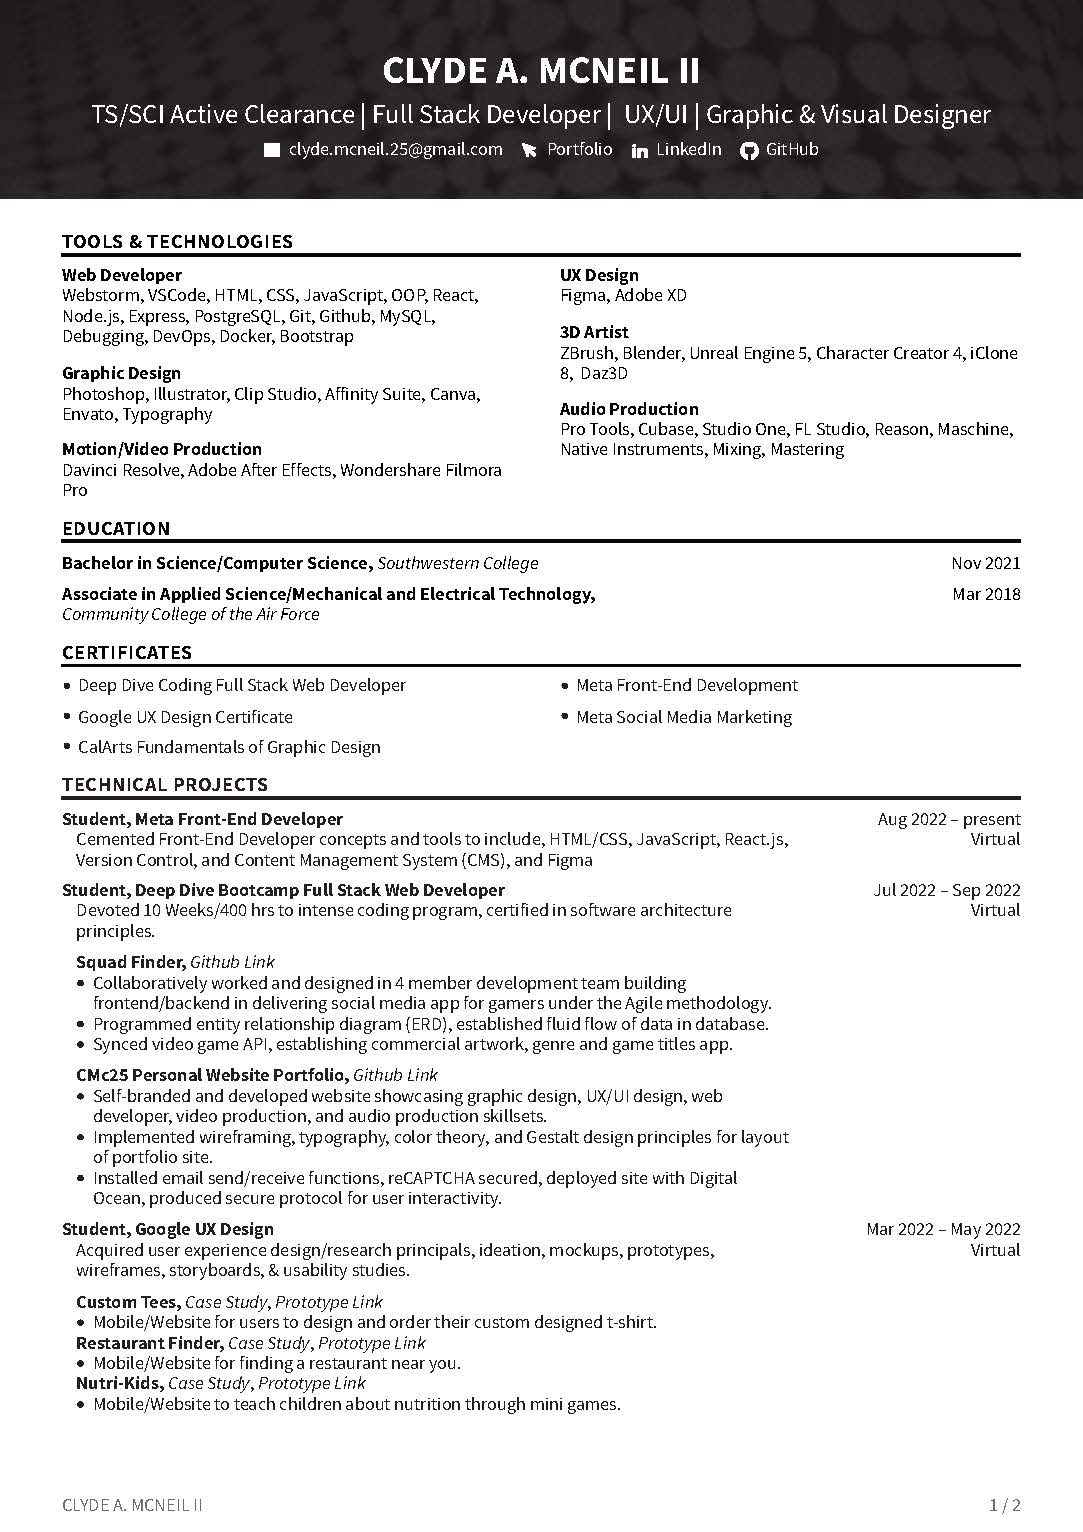 CLYDE A. MCNEIL II
TS/SCI Active Clearance | Full Stack Developer | UX/UI | Graphic & Visual Designer
clyde.mcneil.25@gmail.com Portfolio LinkedIn GitHub
TOOLS & TECHNOLOGIES
Web Developer
Webstorm, VSCode, HTML, CSS, JavaScript, OOP, React,
Node.js, Express, PostgreSQL, Git, Github, MySQL,
Debugging, DevOps, Docker, Bootstrap
Graphic Design
Photoshop, Illustrator, Clip Studio, Affinity Suite, Canva,
Envato, Typography
Motion/Video Production
Davinci Resolve, Adobe After Effects, Wondershare Filmora
Pro
UX Design
Figma, Adobe XD
3D Artist
ZBrush, Blender, Unreal Engine 5, Character Creator 4, iClone
8, Daz3D
Audio Production
Pro Tools, Cubase, Studio One, FL Studio, Reason, Maschine,
Native Instruments, Mixing, Mastering
EDUCATION
Bachelor in Science/Computer Science, Southwestern College Nov 2021
Associate in Applied Science/Mechanical and Electrical Technology, Mar 2018
Community College of the Air Force
CERTIFICATES
• Deep Dive Coding Full Stack Web Developer
• Google UX Design Certificate
• CalArts Fundamentals of Graphic Design
• Meta Front-End Development
• Meta Social Media Marketing
TECHNICAL PROJECTS
Student, Meta Front-End Developer Aug 2022 – present
Cemented Front-End Developer concepts and tools to include, HTML/CSS, JavaScript, React.js, Virtual
Version Control, and Content Management System (CMS), and Figma
Student, Deep Dive Bootcamp Full Stack Web Developer Jul 2022 – Sep 2022
Devoted 10 Weeks/400 hrs to intense coding program, certified in software architecture Virtual
principles.
Squad Finder, Github Link
• Collaboratively worked and designed in 4 member development team building
frontend/backend in delivering social media app for gamers under the Agile methodology.
• Programmed entity relationship diagram (ERD), established fluid flow of data in database.
• Synced video game API, establishing commercial artwork, genre and game titles app.
CMc25 Personal Website Portfolio, Github Link
• Self-branded and developed website showcasing graphic design, UX/UI design, web
developer, video production, and audio production skillsets.
• Implemented wireframing, typography, color theory, and Gestalt design principles for layout
of portfolio site.
• Installed email send/receive functions, reCAPTCHA secured, deployed site with Digital
Ocean, produced secure protocol for user interactivity.
Student, Google UX Design Mar 2022 – May 2022
Acquired user experience design/research principals, ideation, mockups, prototypes, Virtual
wireframes, storyboards, & usability studies.
Custom Tees, Case Study, Prototype Link
• Mobile/Website for users to design and order their custom designed t-shirt.
Restaurant Finder, Case Study, Prototype Link
• Mobile/Website for finding a restaurant near you.
Nutri-Kids, Case Study, Prototype Link
• Mobile/Website to teach children about nutrition through mini games.
CLYDE A. MCNEIL II 1 / 2